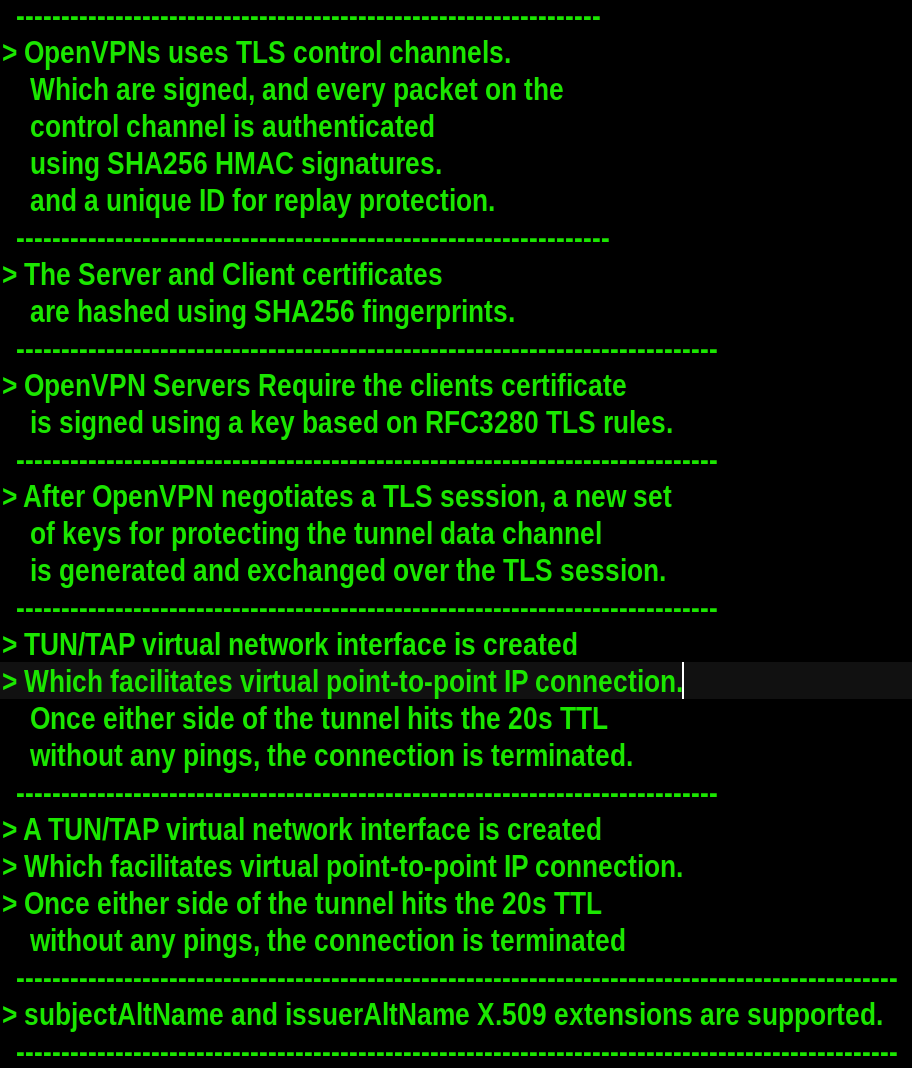 -----------------------------------------------------------------
> OpenVPNs uses TLS control channels.
Which are signed, and every packet on the
control channel is authenticated
using SHA256 HMAC signatures.
and a unique ID for replay protection.
------------------------------------------------------------------
> The Server and Client certificates
are hashed using SHA256 fingerprints.
------------------------------------------------------------------------------
> OpenVPN Servers Require the clients certificate
is signed using a key based on RFC3280 TLS rules.
------------------------------------------------------------------------------
> After OpenVPN negotiates a TLS session, a new set
of keys for protecting the tunnel data channel
is generated and exchanged over the TLS session.
------------------------------------------------------------------------------
> TUN/TAP virtual network interface is created
> Which facilitates virtual point-to-point IP connection.
Once either side of the tunnel hits the 20s TTL
without any pings, the connection is terminated.
------------------------------------------------------------------------------
> A TUN/TAP virtual network interface is created
> Which facilitates virtual point-to-point IP connection.
> Once either side of the tunnel hits the 20s TTL
without any pings, the connection is terminated
--------------------------------------------------------------------------------------------------
> subjectAltName and issuerAltName X.509 extensions are supported.
--------------------------------------------------------------------------------------------------